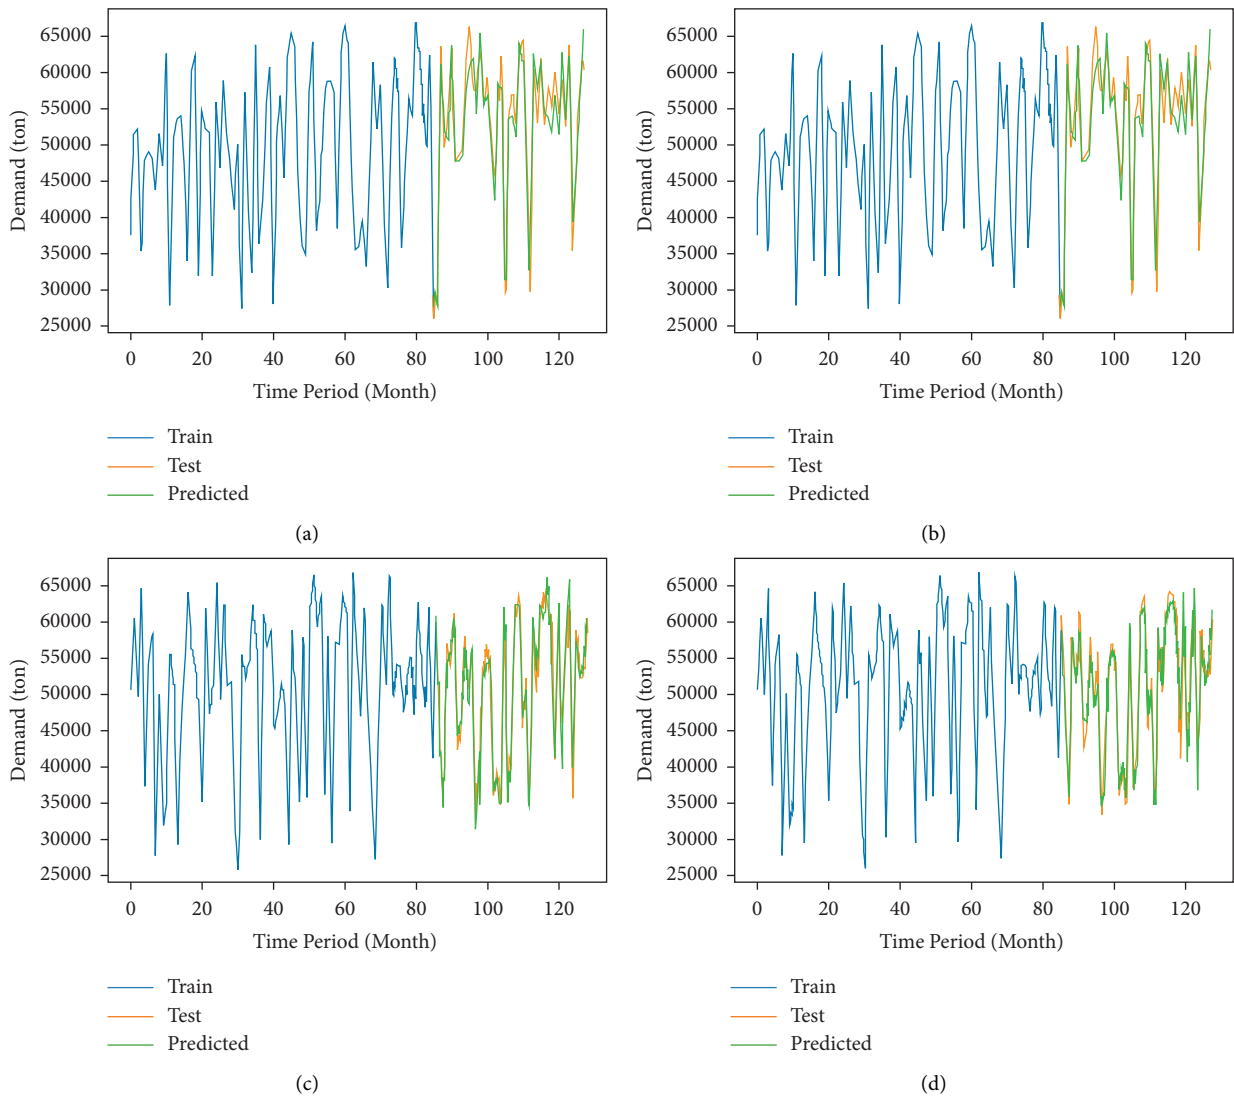 65000
60000
55000
50000
45000
40000
35000
30000
25000
Demand (ton)
0 20 40 60 80 100 120
Time Period (Month)
Train
Test
Predicted
(a)
65000
60000
55000
50000
45000
40000
35000
30000
25000
Demand (ton)
0 20 40 60 80 100 120
Time Period (Month)
Train
Test
Predicted
(b)
65000
60000
55000
50000
45000
40000
35000
30000
25000
Demand (ton)
0 20 40 60 80 100 120
Time Period (Month)
Train
Test
Predicted
(c)
65000
60000
55000
50000
45000
40000
35000
30000
25000
Demand (ton)
0 20 40 60 80 100 120
Time Period (Month)
Train
Test
Predicted
(d)